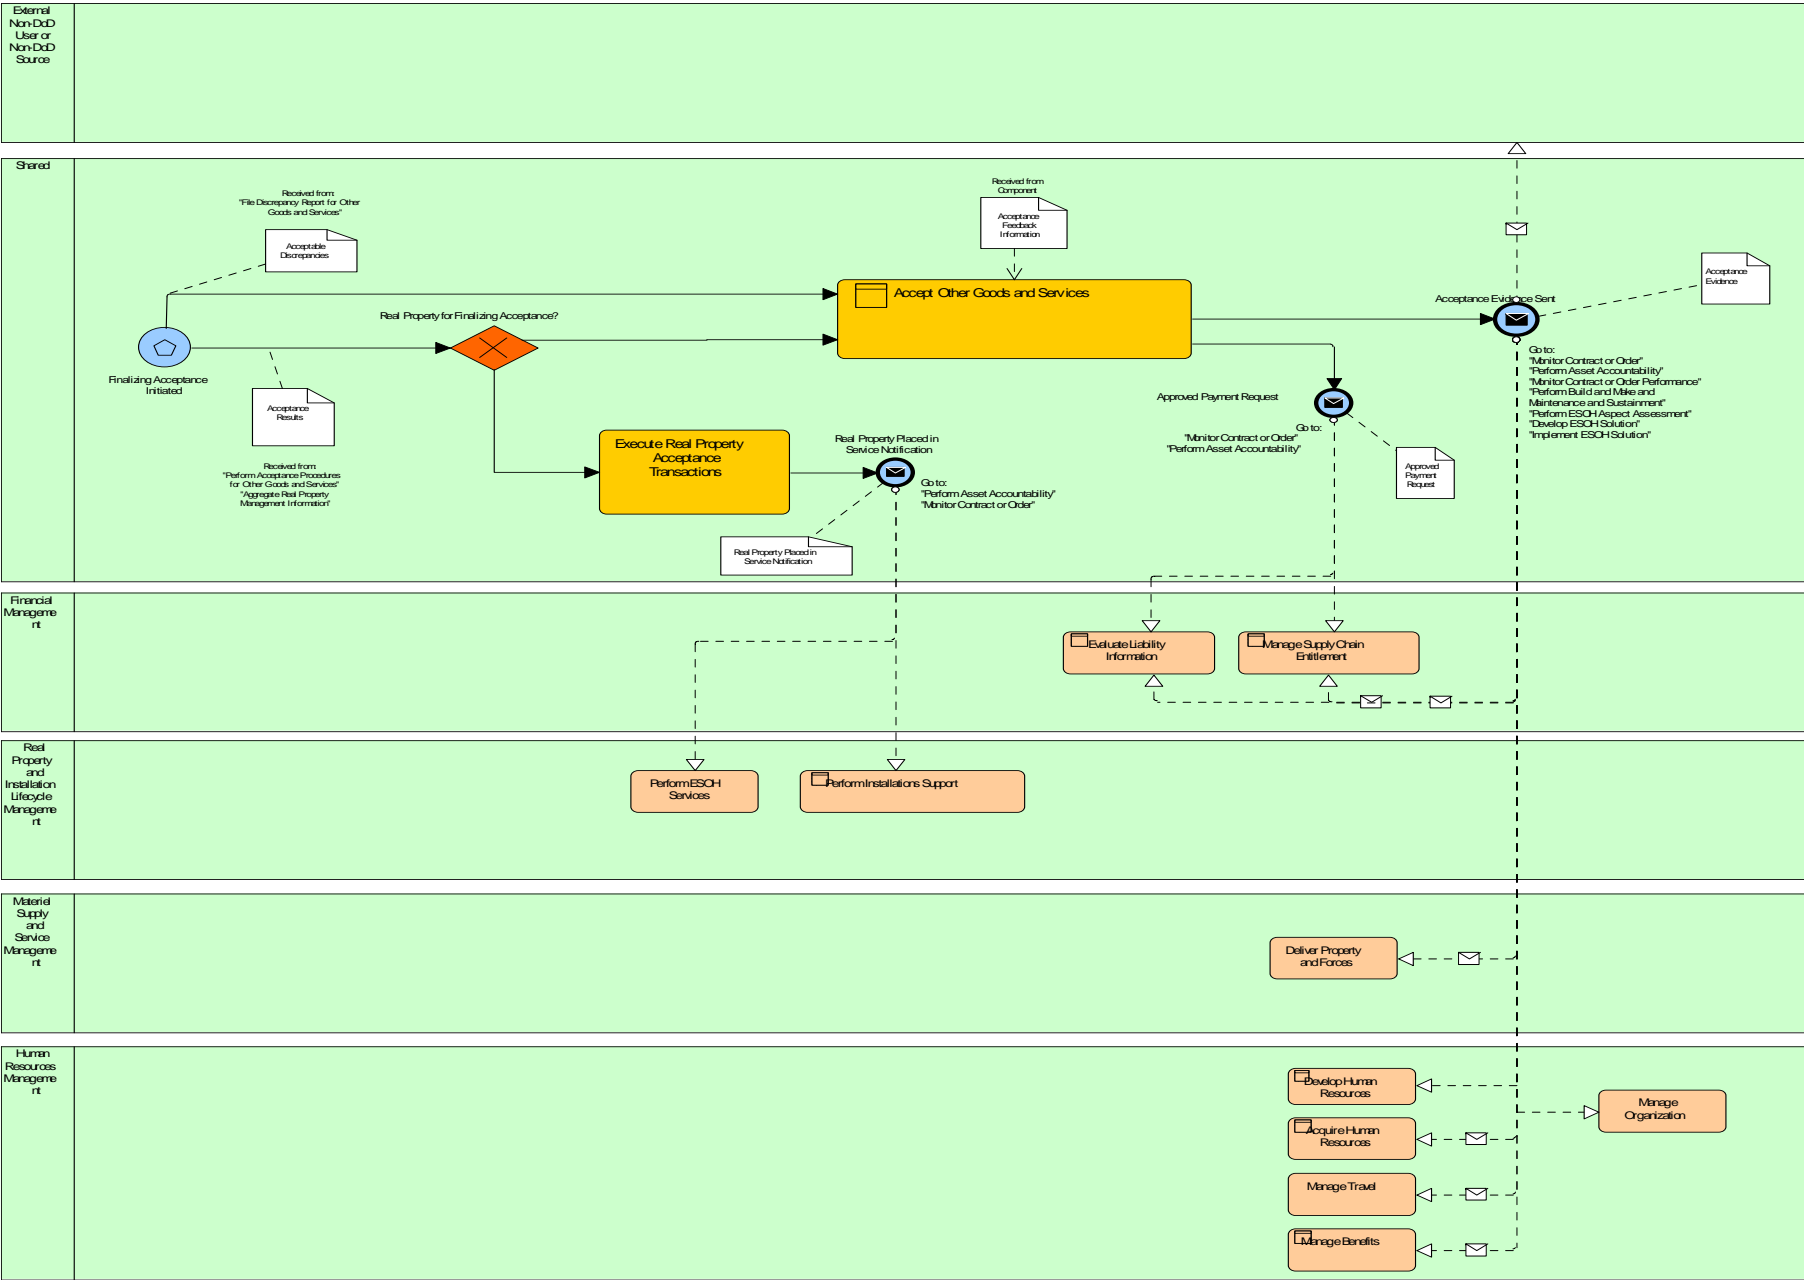 External
Non-DoD
User or
Non-DoD
Source
Shared
Received from:
"File Discrepancy Report for Other
Goods and Services"
Acceptable
Discrepancies
Received from
Component
Acceptance
Feedback
Information
Accept Other Goods and Services
Real Property for Finalizing Acceptance?
Finalizing Acceptance
Initiated
Acceptance
Results
Received from:
"Perform Acceptance Procedures
for Other Goods and Services"
"Aggregate Real Property
Management Information"
Execute Real Property
Acceptance
Transactions
Real Property Placed in
Service Notification
Go to:
"Perform Asset Accountability"
"Monitor Contract or Order"
Real Property Placed in
Service Notification
Approved Payment Request
Go to:
"Monitor Contract or Order"
"Perform Asset Accountability"
Approved
Payment
Request
Acceptance Evidence Sent
Acceptance
Evidence
Go to:
"Monitor Contract or Order"
"Perform Asset Accountability"
"Monitor Contract or Order Performance"
"Perform Build and Make and
Maintenance and Sustainment"
"Perform ESOH Aspect Assessment"
"Develop ESOH Solution"
"Implement ESOH Solution"
Financial
Manageme
nt
Evaluate Liability
Information
Manage Supply Chain
Entitlement
Real
Property
and
Installation
Lifecycle
Manageme
nt
Perform ESOH
Services
Perform Installations Support
Materiel
Supply
and
Service
Manageme
nt
Deliver Property
and Forces
Human
Resources
Manageme
nt
Develop Human
Resources
Manage
Organization
Acquire Human
Resources
Manage Travel
Manage Benefits